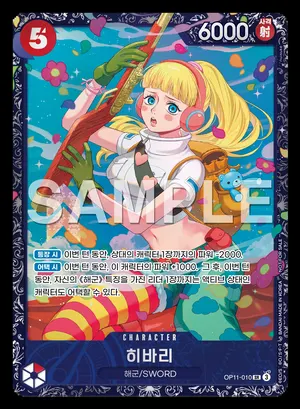 5
6000
사격
射
SAMPLE
등장 시 이번 턴 동안, 상대의 캐릭터 1장까지의 파워 -2000.
어택 시 이번 턴 동안, 이 캐릭터의 파워 +1000. 그 후, 이번 턴
동안, 자신의 《해군》 특징을 가진 리더 1장까지는 액티브 상태인
캐릭터도 어택할 수 있다.
CHARACTER
히바리
해군/SWORD
OP11-010